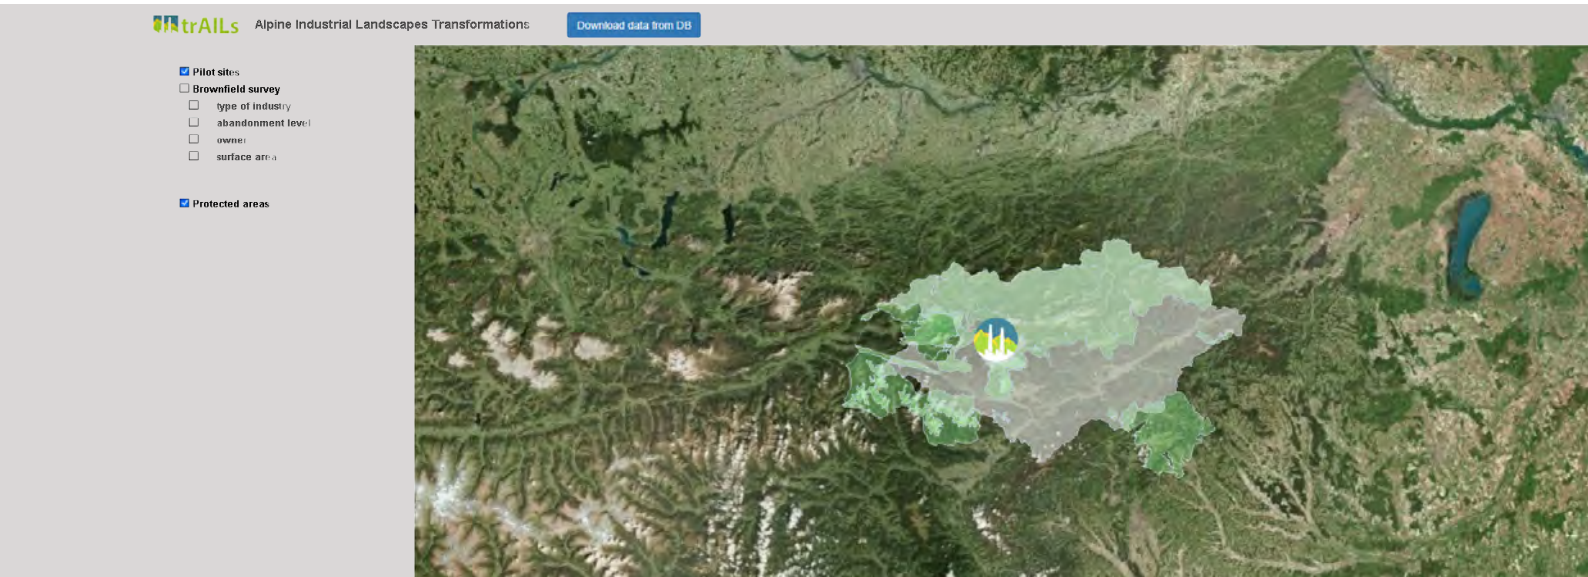 trAILs Alpine Industrial Landscapes Transformations Download data from DB
Pilot sites
Brownfield survey
type of industry
abandonment level
owner
surface area
Protected areas